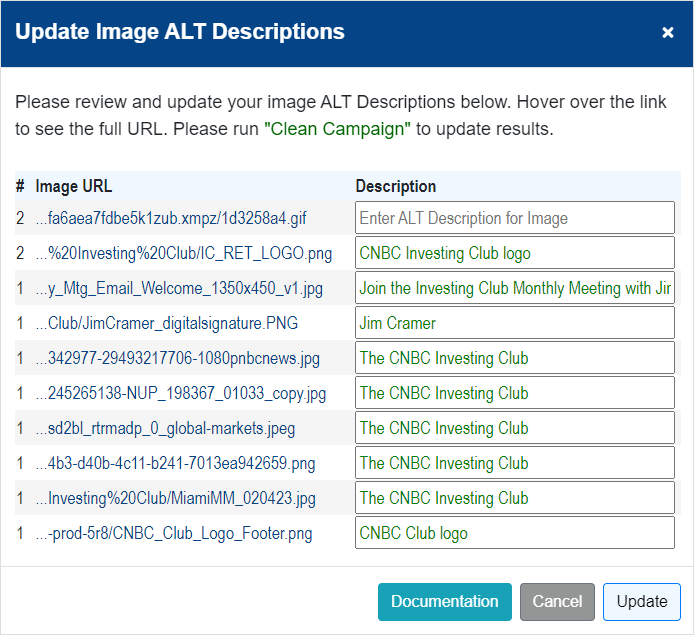 Update Image ALT Descriptions ×
Please review and update your image ALT Descriptions below. Hover over the link
to see the full URL. Please run "Clean Campaign" to update results.
# Image URL Description
2 ...fa6aea7fdbe5k1zub.xmpz/1d3258a4.gif Enter ALT Description for Image
2 ...%20Investing%20Club/IC_RET_LOGO.png CNBC Investing Club logo
1 ...y_Mtg_Email_Welcome_1350x450_v1.jpg Join the Investing Club Monthly Meeting with Jir
1 ...Club/JimCramer_digitalsignature.PNG Jim Cramer
1 ...342977-29493217706-1080pnbcnews.jpg The CNBC Investing Club
1 ...245265138-NUP_198367_01033_copy.jpg The CNBC Investing Club
1 ...sd2bl_rtrmadp_0_global-markets.jpeg The CNBC Investing Club
1 ...4b3-d40b-4c11-b241-7013ea942659.png The CNBC Investing Club
1 ...Investing%20Club/MiamiMM_020423.jpg The CNBC Investing Club
1 ...-prod-5r8/CNBC_Club_Logo_Footer.png CNBC Club logo
Documentation Cancel Update